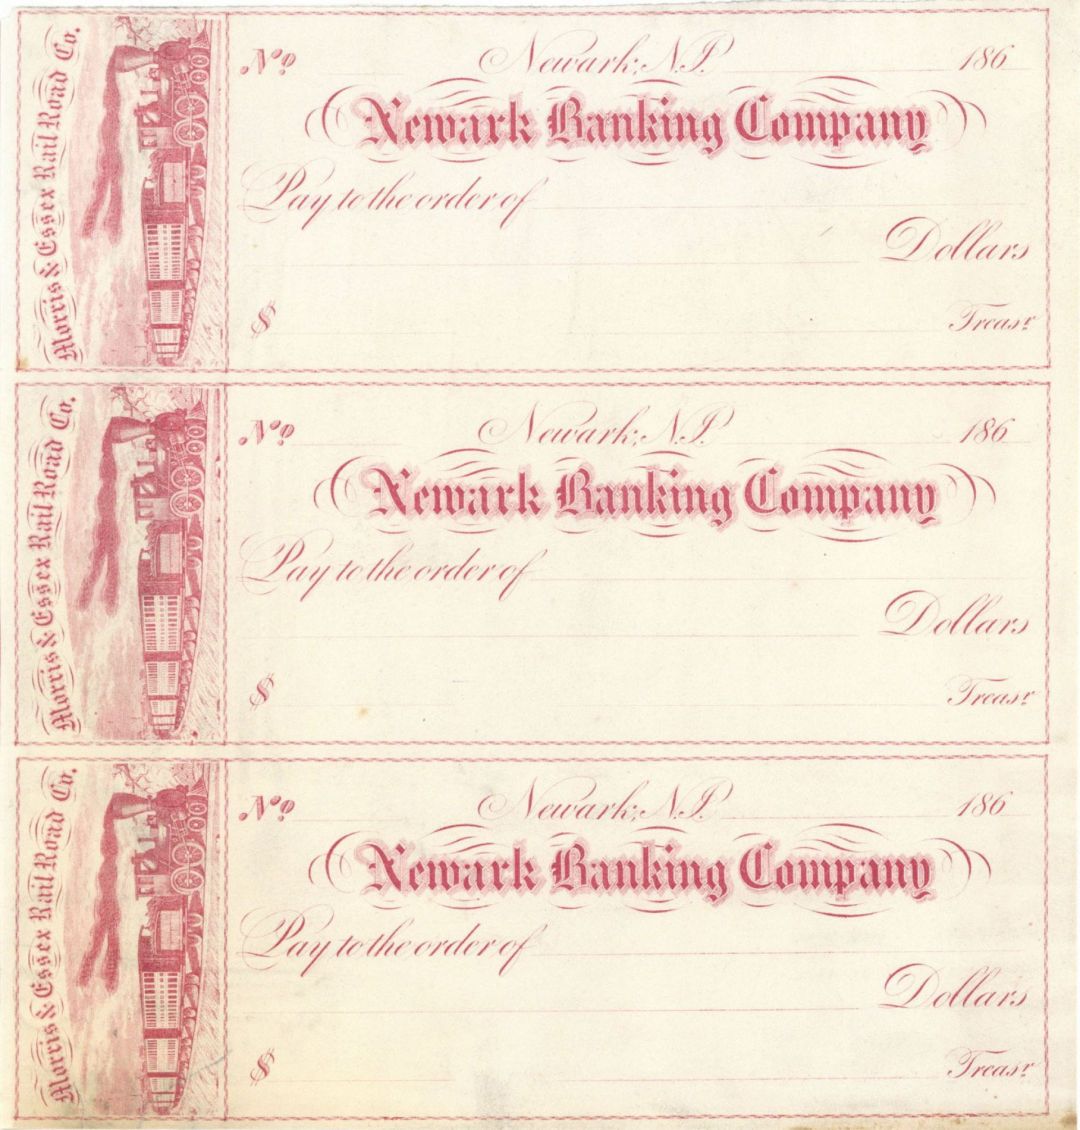 Morris & Essex Rail Road Co.
No Newark, N.J. 186
Newark Banking Company
Pay to the order of
Dollars
$ Treasr
Morris & Essex Rail Road Co.
No Newark, N.J. 186
Newark Banking Company
Pay to the order of
Dollars
$ Treasr
Morris & Essex Rail Road Co.
No Newark, N.J. 186
Newark Banking Company
Pay to the order of
Dollars
$ Treasr